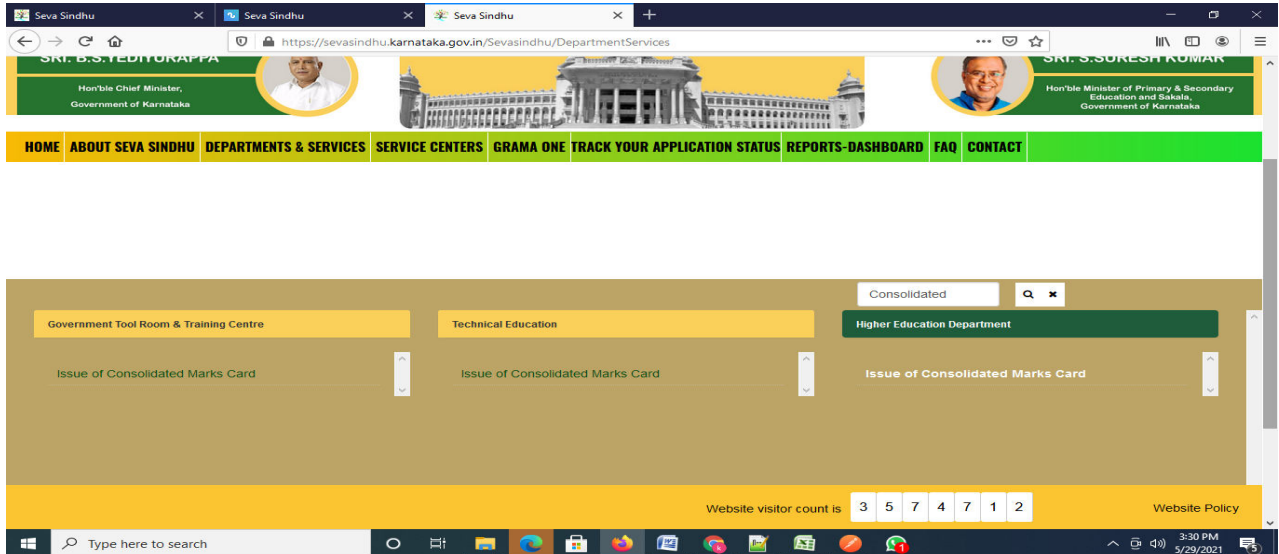 Seva Sindhu
Seva Sindhu
Seva Sindhu
https://sevasindhu.karnataka.gov.in/Sevasindhu/DepartmentServices
SRI. B.S.YEDIYURAPPA
Hon'ble Chief Minister,
Government of Karnataka
SRI. S.SURESH KUMAR
Hon'ble Minister of Primary & Secondary
Education and Sakala,
Government of Karnataka
HOME ABOUT SEVA SINDHU DEPARTMENTS & SERVICES SERVICE CENTERS GRAMA ONE TRACK YOUR APPLICATION STATUS REPORTS-DASHBOARD FAQ CONTACT
Consolidated
Government Tool Room & Training Centre
Technical Education
Higher Education Department
Issue of Consolidated Marks Card
Issue of Consolidated Marks Card
Issue of Consolidated Marks Card
Website visitor count is 3 5 7 4 7 1 2
Website Policy
Type here to search
3:30 PM
5/29/2021